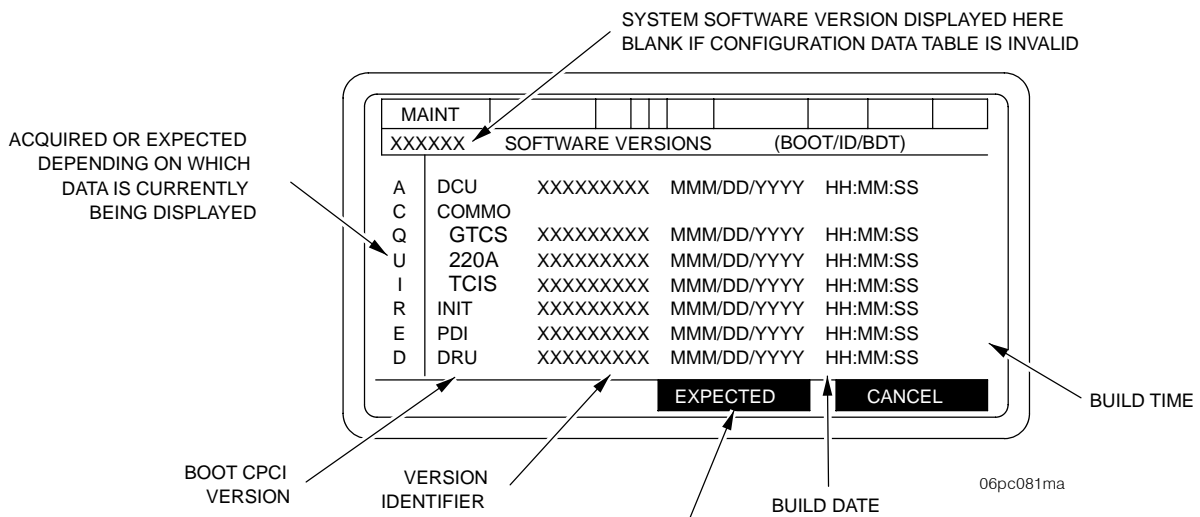 SYSTEM SOFTWARE VERSION DISPLAYED HERE
BLANK IF CONFIGURATION DATA TABLE IS INVALID
ACQUIRED OR EXPECTED
DEPENDING ON WHICH
DATA IS CURRENTLY
BEING DISPLAYED
MAINT
XXXXXX SOFTWARE VERSIONS (BOOT/ID/BDT)
A DCU XXXXXXXXX MMM/DD/YYYY HH:MM:SS
C COMMO
Q GTCS XXXXXXXXX MMM/DD/YYYY HH:MM:SS
U 220A XXXXXXXXX MMM/DD/YYYY HH:MM:SS
I TCIS XXXXXXXXX MMM/DD/YYYY HH:MM:SS
R INIT XXXXXXXXX MMM/DD/YYYY HH:MM:SS
E PDI XXXXXXXXX MMM/DD/YYYY HH:MM:SS
D DRU XXXXXXXXX MMM/DD/YYYY HH:MM:SS
EXPECTED CANCEL
BUILD TIME
BOOT CPCI
VERSION
VERSION
IDENTIFIER
BUILD DATE
06pc081ma